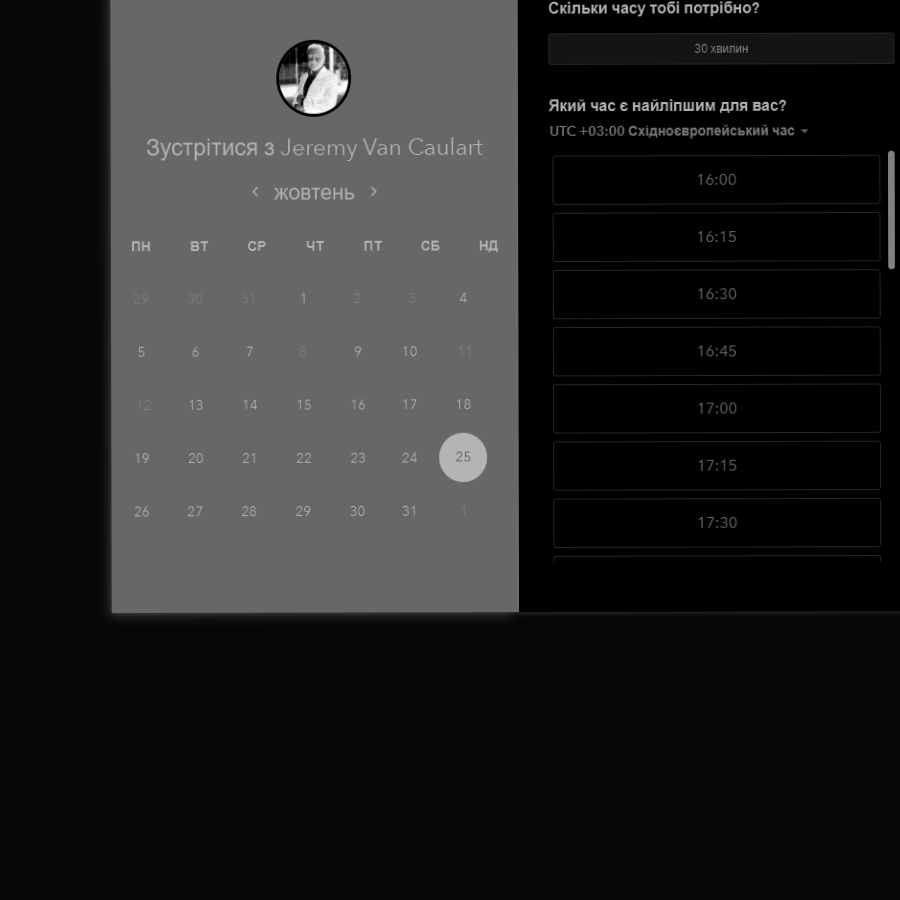 Зустрітися з Jeremy Van Caulart
жовтень
ПН ВТ СР ЧТ ПТ СБ НД
29 30 31 1 2 3 4
5 6 7 8 9 10 11
12 13 14 15 16 17 18
19 20 21 22 23 24 25
26 27 28 29 30 31 1
Скільки часу тобі потрібно?
30 хвилин
Який час є найліпшим для вас?
UTC +03:00 Східноєвропейський час
16:00
16:15
16:30
16:45
17:00
17:15
17:30